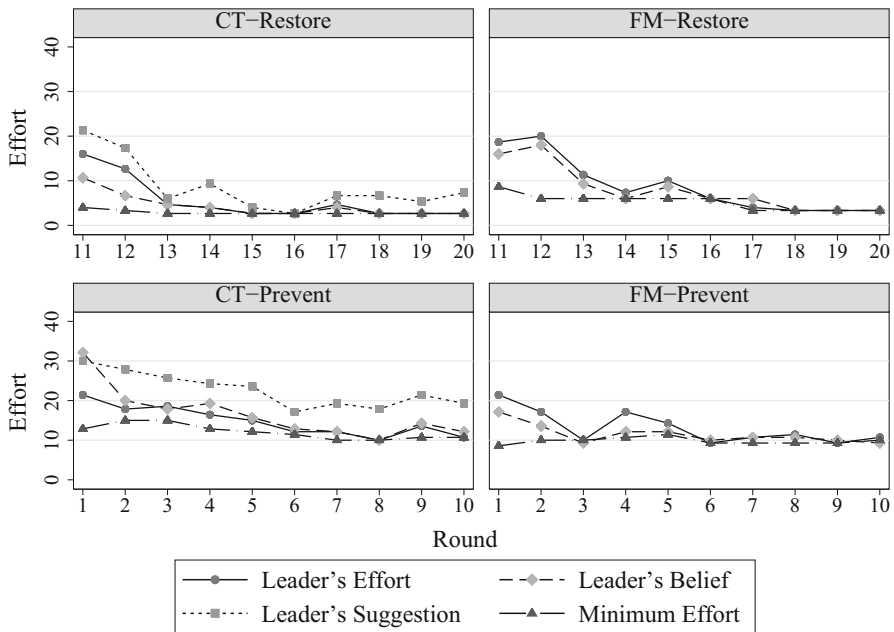 CT−Restore
FM−Restore
Effort
40
30
20
10
0
11 12 13 14 15 16 17 18 19 20
11 12 13 14 15 16 17 18 19 20
CT−Prevent
FM−Prevent
Effort
40
30
20
10
0
1 2 3 4 5 6 7 8 9 10
1 2 3 4 5 6 7 8 9 10
Round
Leader's Effort
Leader's Belief
Leader's Suggestion
Minimum Effort